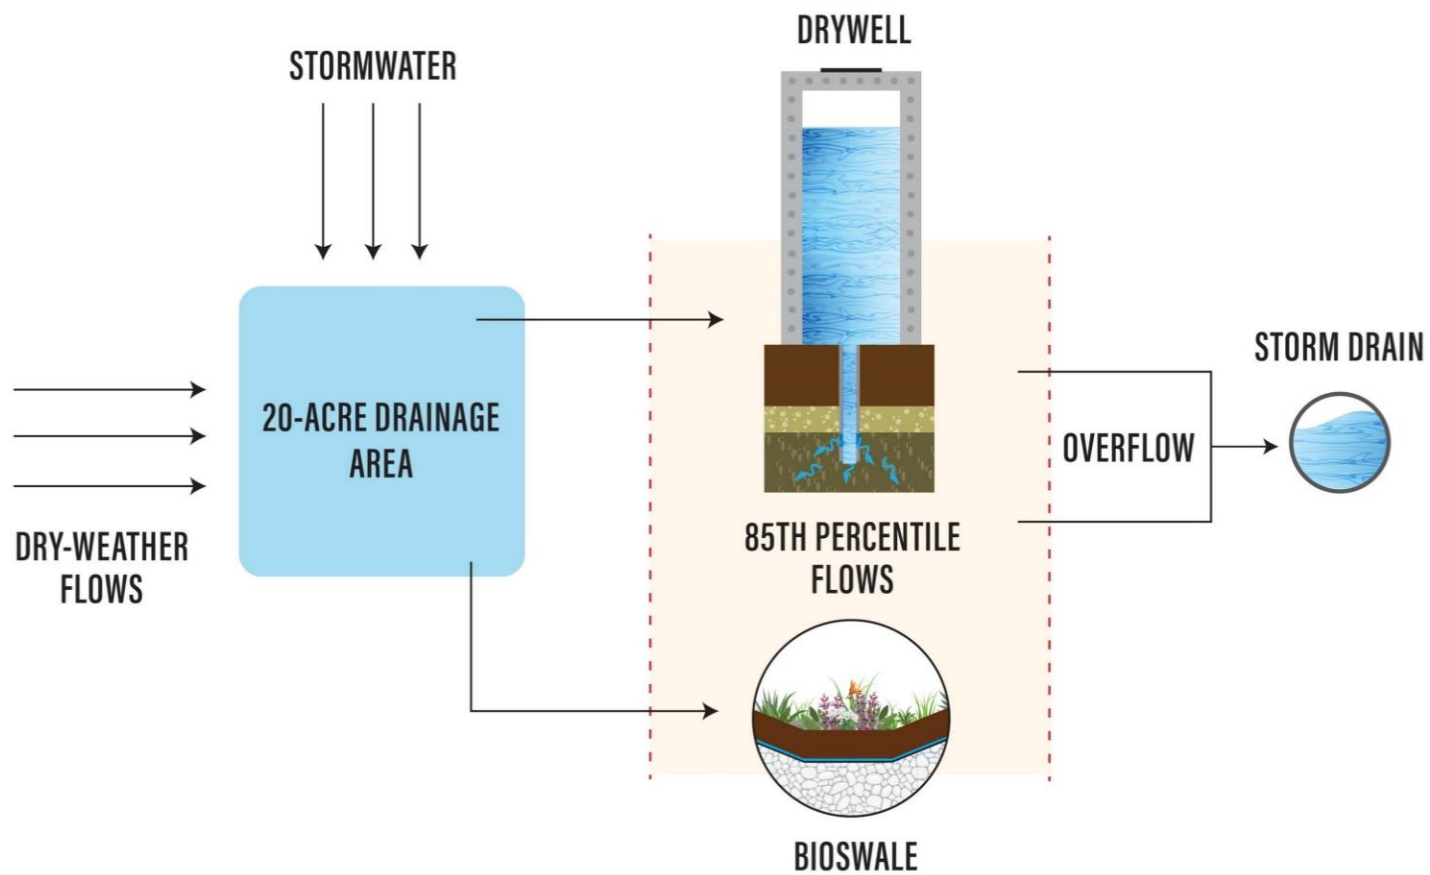 DRYWELL
STORMWATER
STORM DRAIN
20-ACRE DRAINAGE
AREA
OVERFLOW
DRY-WEATHER
FLOWS
85TH PERCENTILE
FLOWS
BIOSWALE